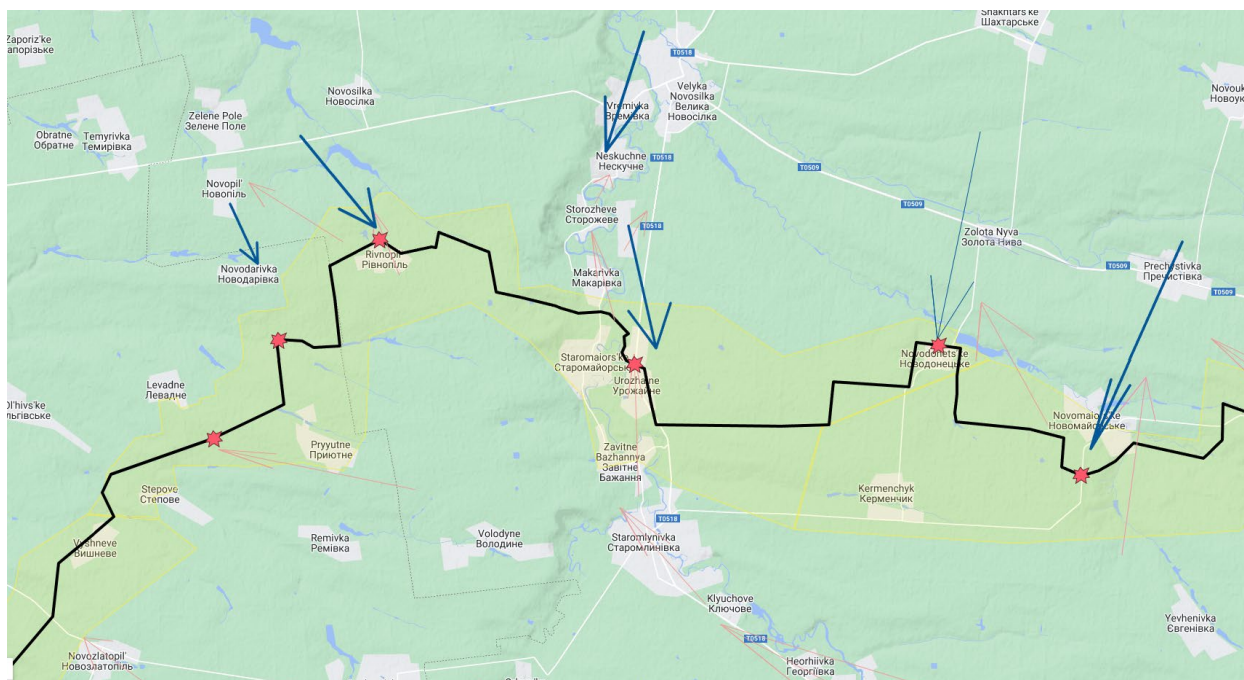 Zaporiz'ke
апорізьке
Shakhtars'ke
Шахтарське
T0518
Novosilka
Новосілка
Velyka
Novosilka
Велика
Новосілка
Vremivka
Времівка
Novouk
Новоук
Zelene Pole
Зелене Поле
Obratne
Обратне
Temyrivka
Темирівка
Neskuchne
Нескучне
T0518
T0509
Novopil'
Новопіль
T0509
Storozheve
Сторожеве
T0518
Zolota Nyva
Золота Нива
Rivnopil'
Рівнопіль
Novodarivka
Новодарівка
Makarivka
Макарівка
T0509
Prechystivka
Пречистівка
T0509
Staromaiors'ke
Старомайорське
Novodonets'ke
Новодонецьке
Urozhaine
Урожайне
Levadne
Левадне
Ol'hivs'ke
льгівське
Novomaiors'ke
Новомайорське
Pryyutne
Приютне
Zavitne
Bazhannya
Завітне
Бажання
Stepove
Степове
Kermenchyk
Керменчик
T0518
T0509
Vyshneve
Вишневе
Remivka
Ремівка
Volodyne
Володине
Staromlynivka
Старомлинівка
Klyuchove
Ключове
T0518
Yevhenivka
Євгенівка
Novozlatopil'
Новозлатопіль
Heorhiivka
Георгіївка